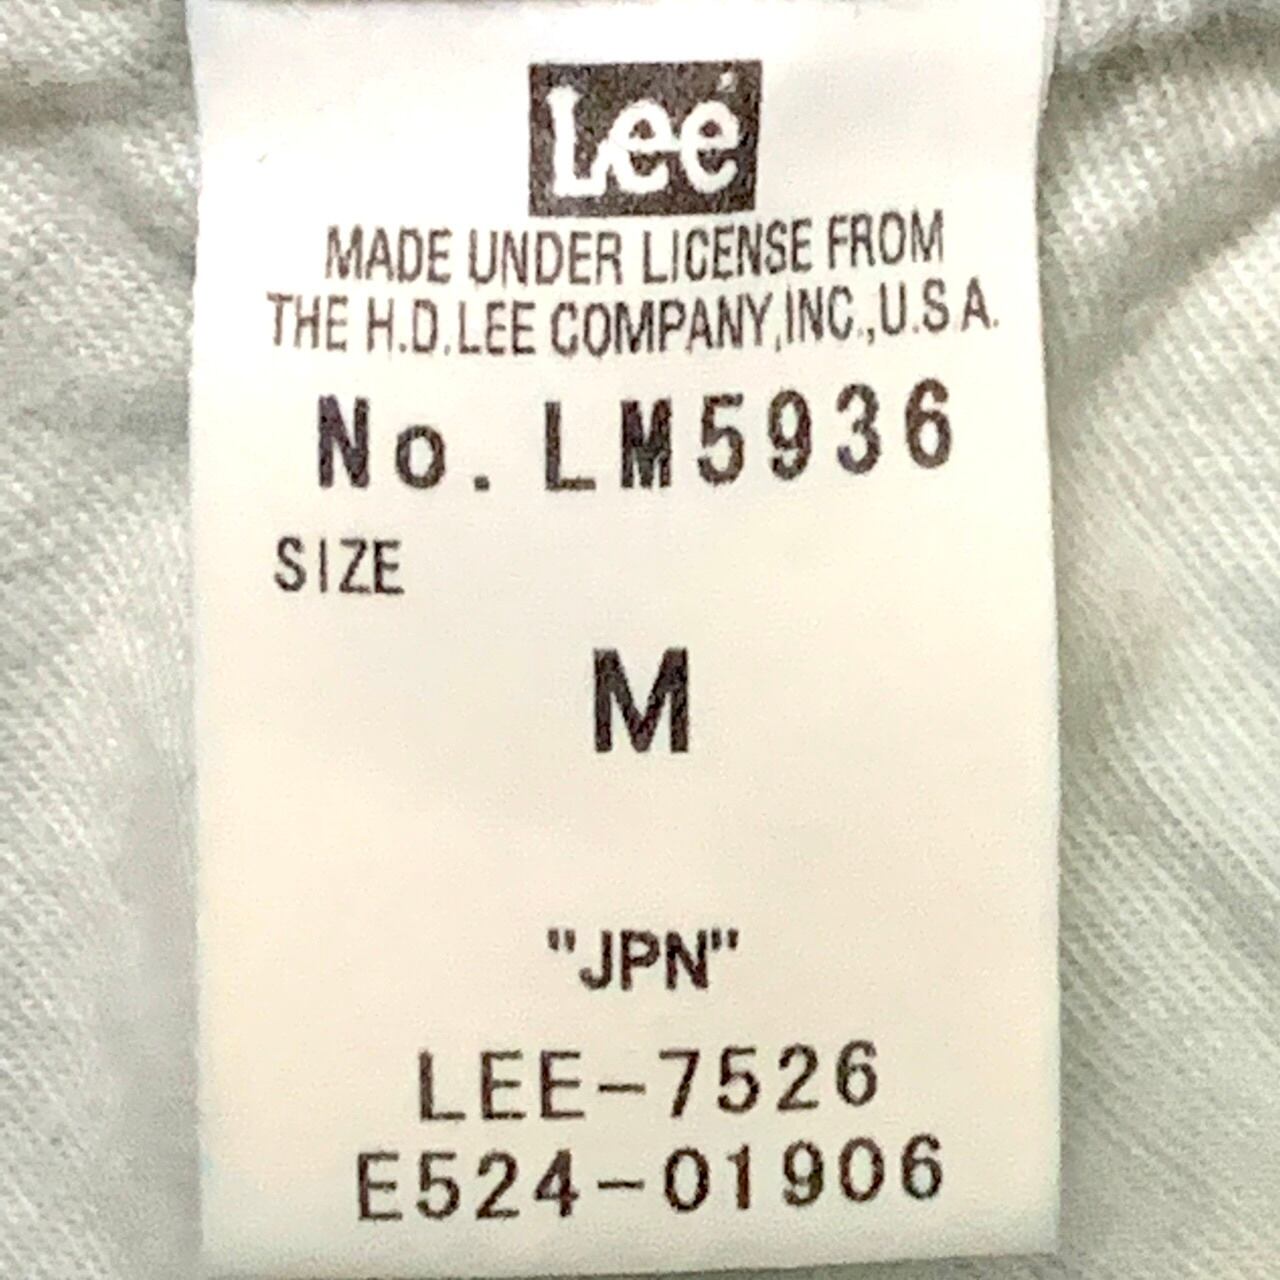 Lee
MADE UNDER LICENSE FROM
THE H.D.LEE COMPANY,INC.,U.S.A.
No. LM5936
SIZE
M
"JPN"
LEE-7526
E524-01906